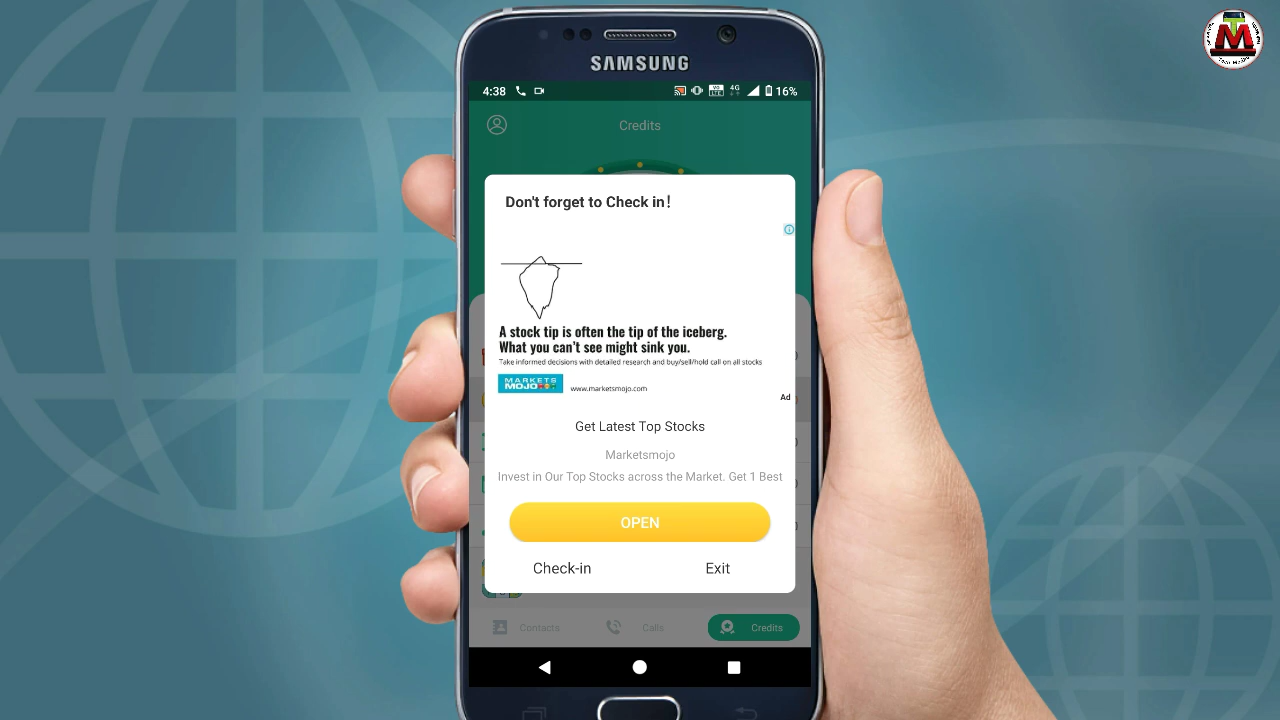 SAMSUNG
4:38
4G
16%
Credits
Don't forget to Check in!
A stock tip is often the tip of the iceberg.
What you can't see might sink you.
Take informed decisions with detailed research and buy/sell/hold call on all stocks
MARKETS
MOJO
www.marketsmojo.com
Ad
Get Latest Top Stocks
Marketsmojo
Invest in Our Top Stocks across the Market. Get 1 Best
OPEN
Check-in
Exit
Contacts
Calls
Credits